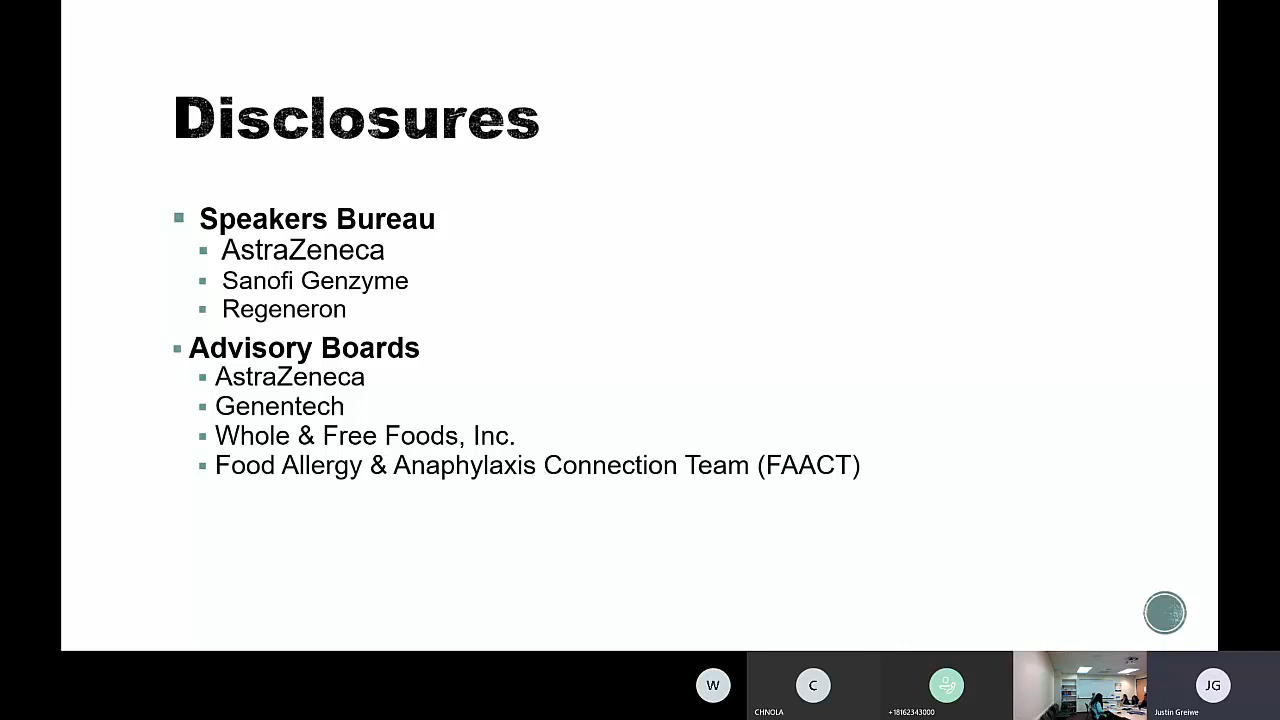 Disclosures
Speakers Bureau
AstraZeneca
Sanofi Genzyme
Regeneron
Advisory Boards
AstraZeneca
Genentech
Whole & Free Foods, Inc.
Food Allergy & Anaphylaxis Connection Team (FAACT)
W
C
JG
CHNOLA
+18162343000
Justin Greiwe